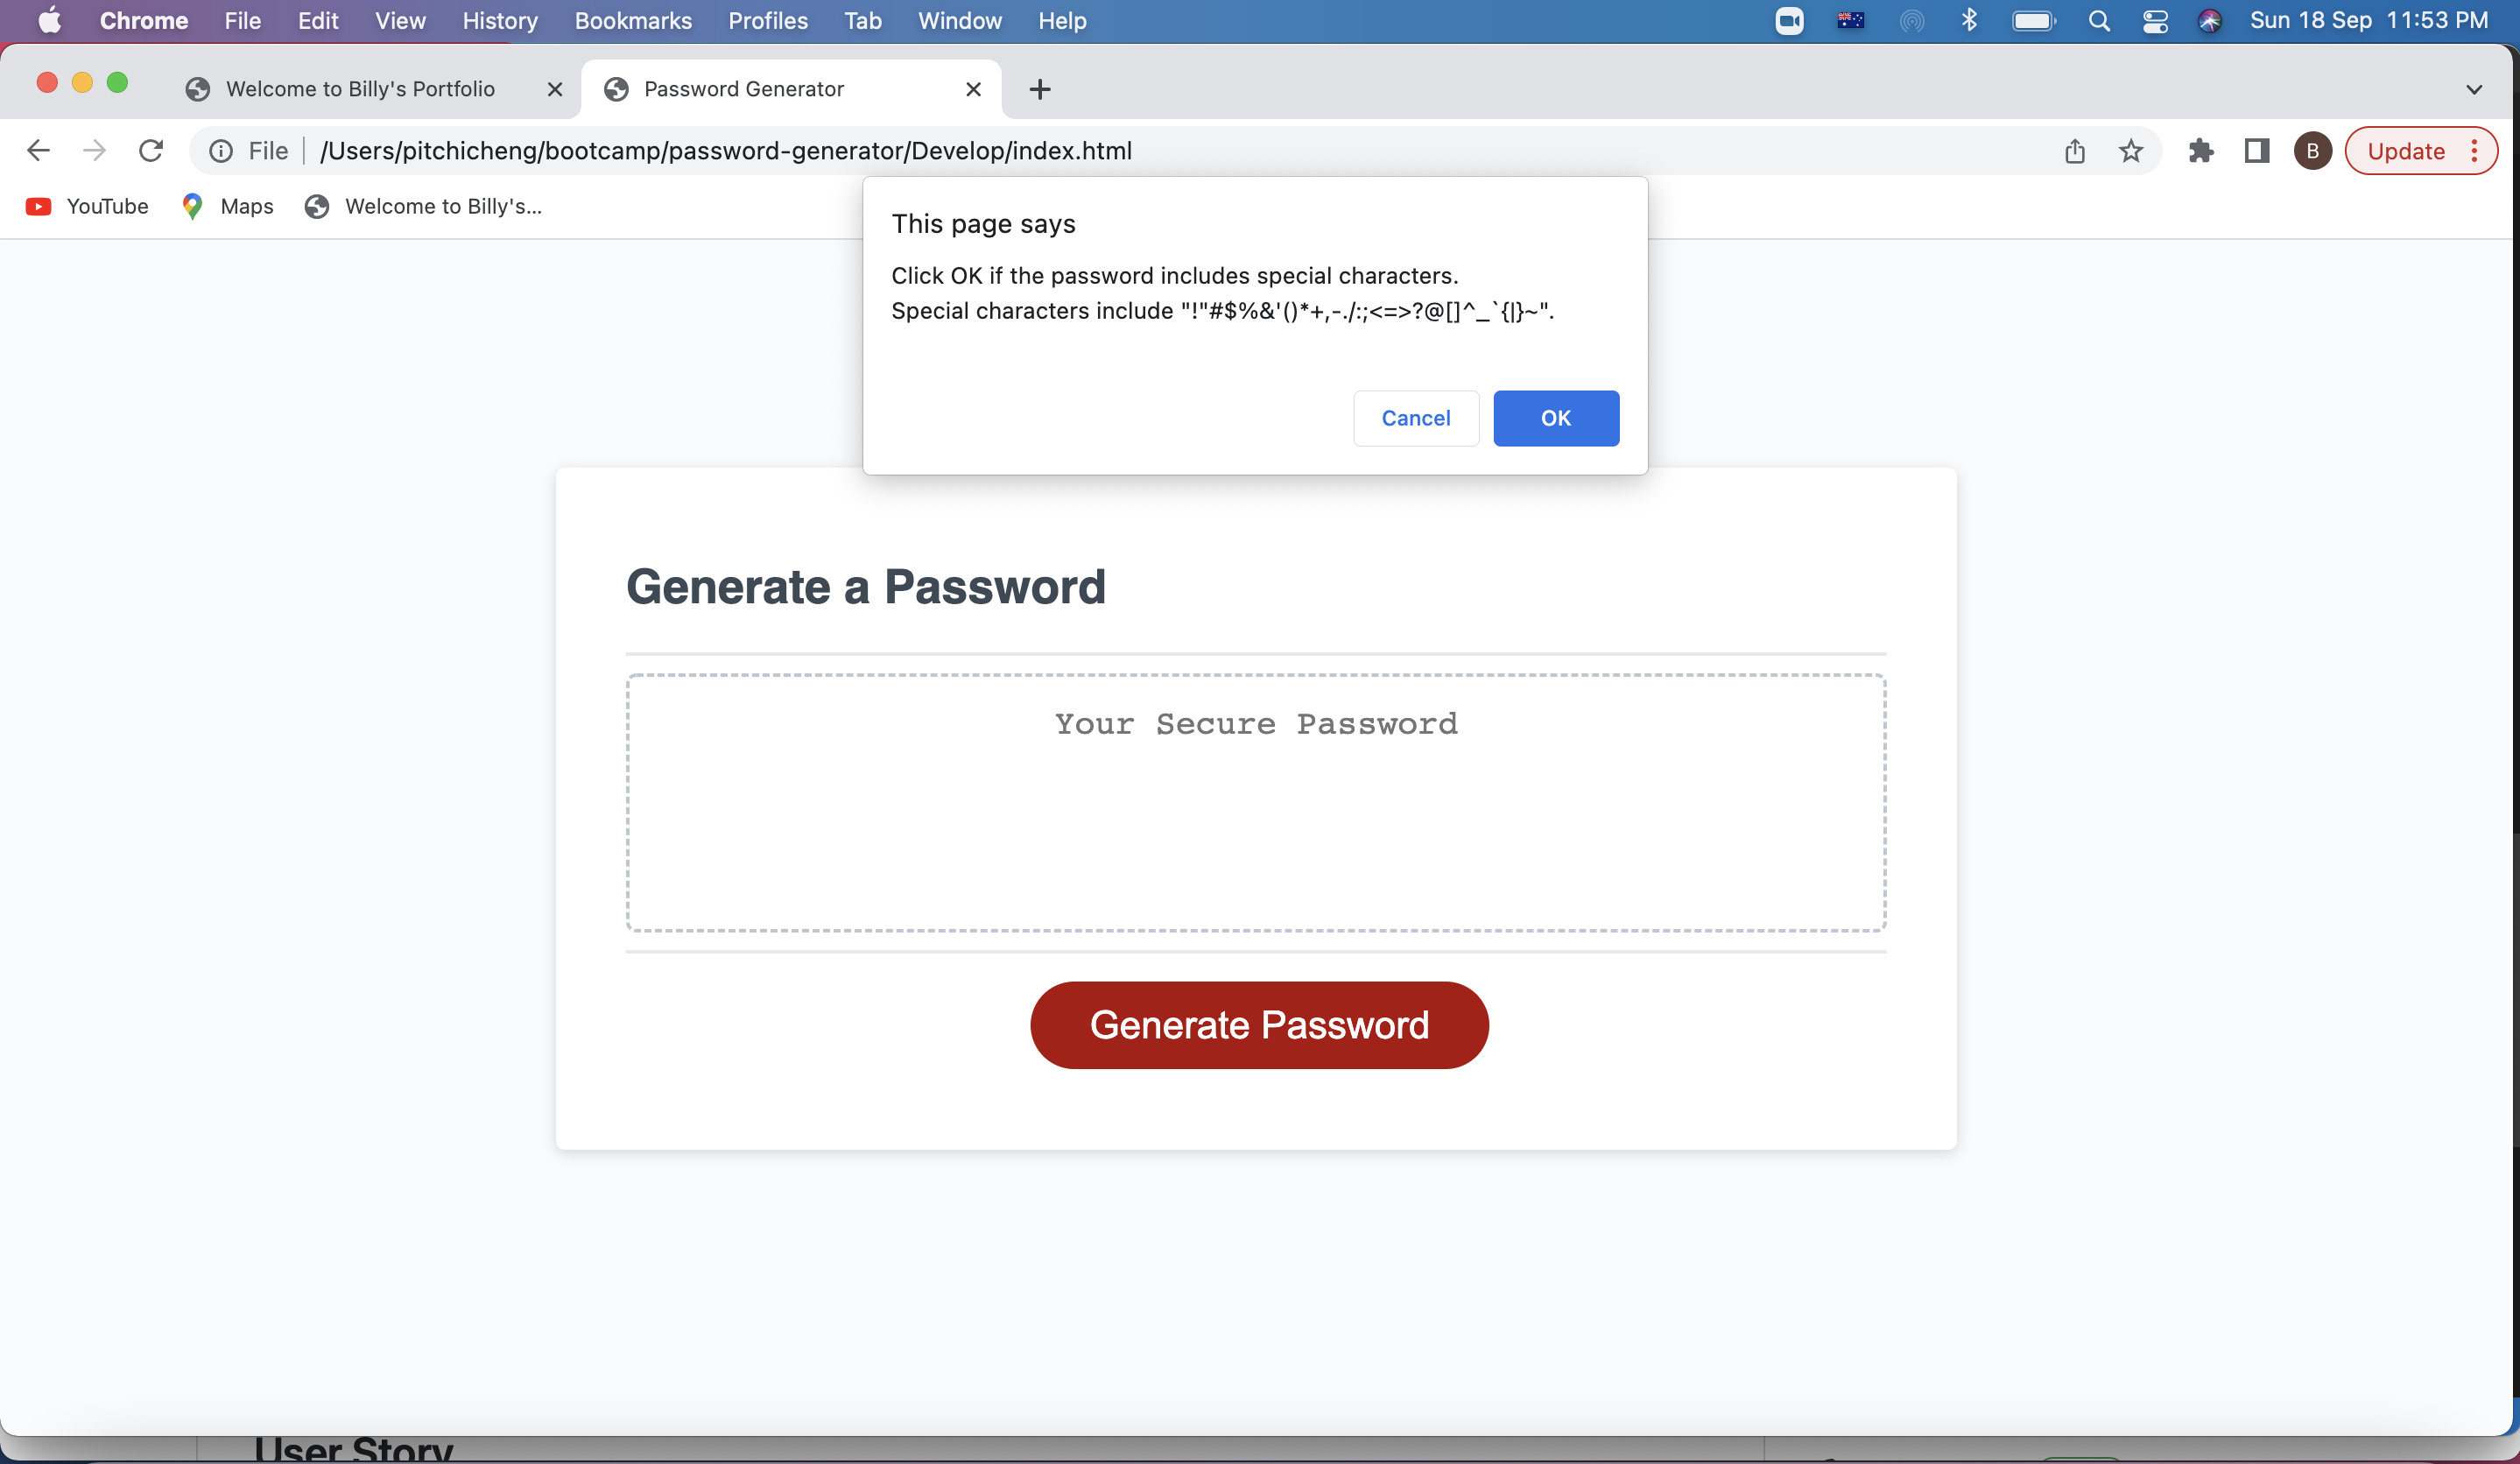 Chrome File Edit View History Bookmarks Profiles Tab Window Help Sun 18 Sep 11:53 PM
Welcome to Billy's Portfolio Password Generator
File /Users/pitchicheng/bootcamp/password-generator/Develop/index.html B Update
YouTube Maps Welcome to Billy's...
This page says
Click OK if the password includes special characters.
Special characters include "!"#$%&'()*+,-./:;<=>?@[]^_`{|}~".
Cancel OK
Generate a Password
Your Secure Password
Generate Password
User Story